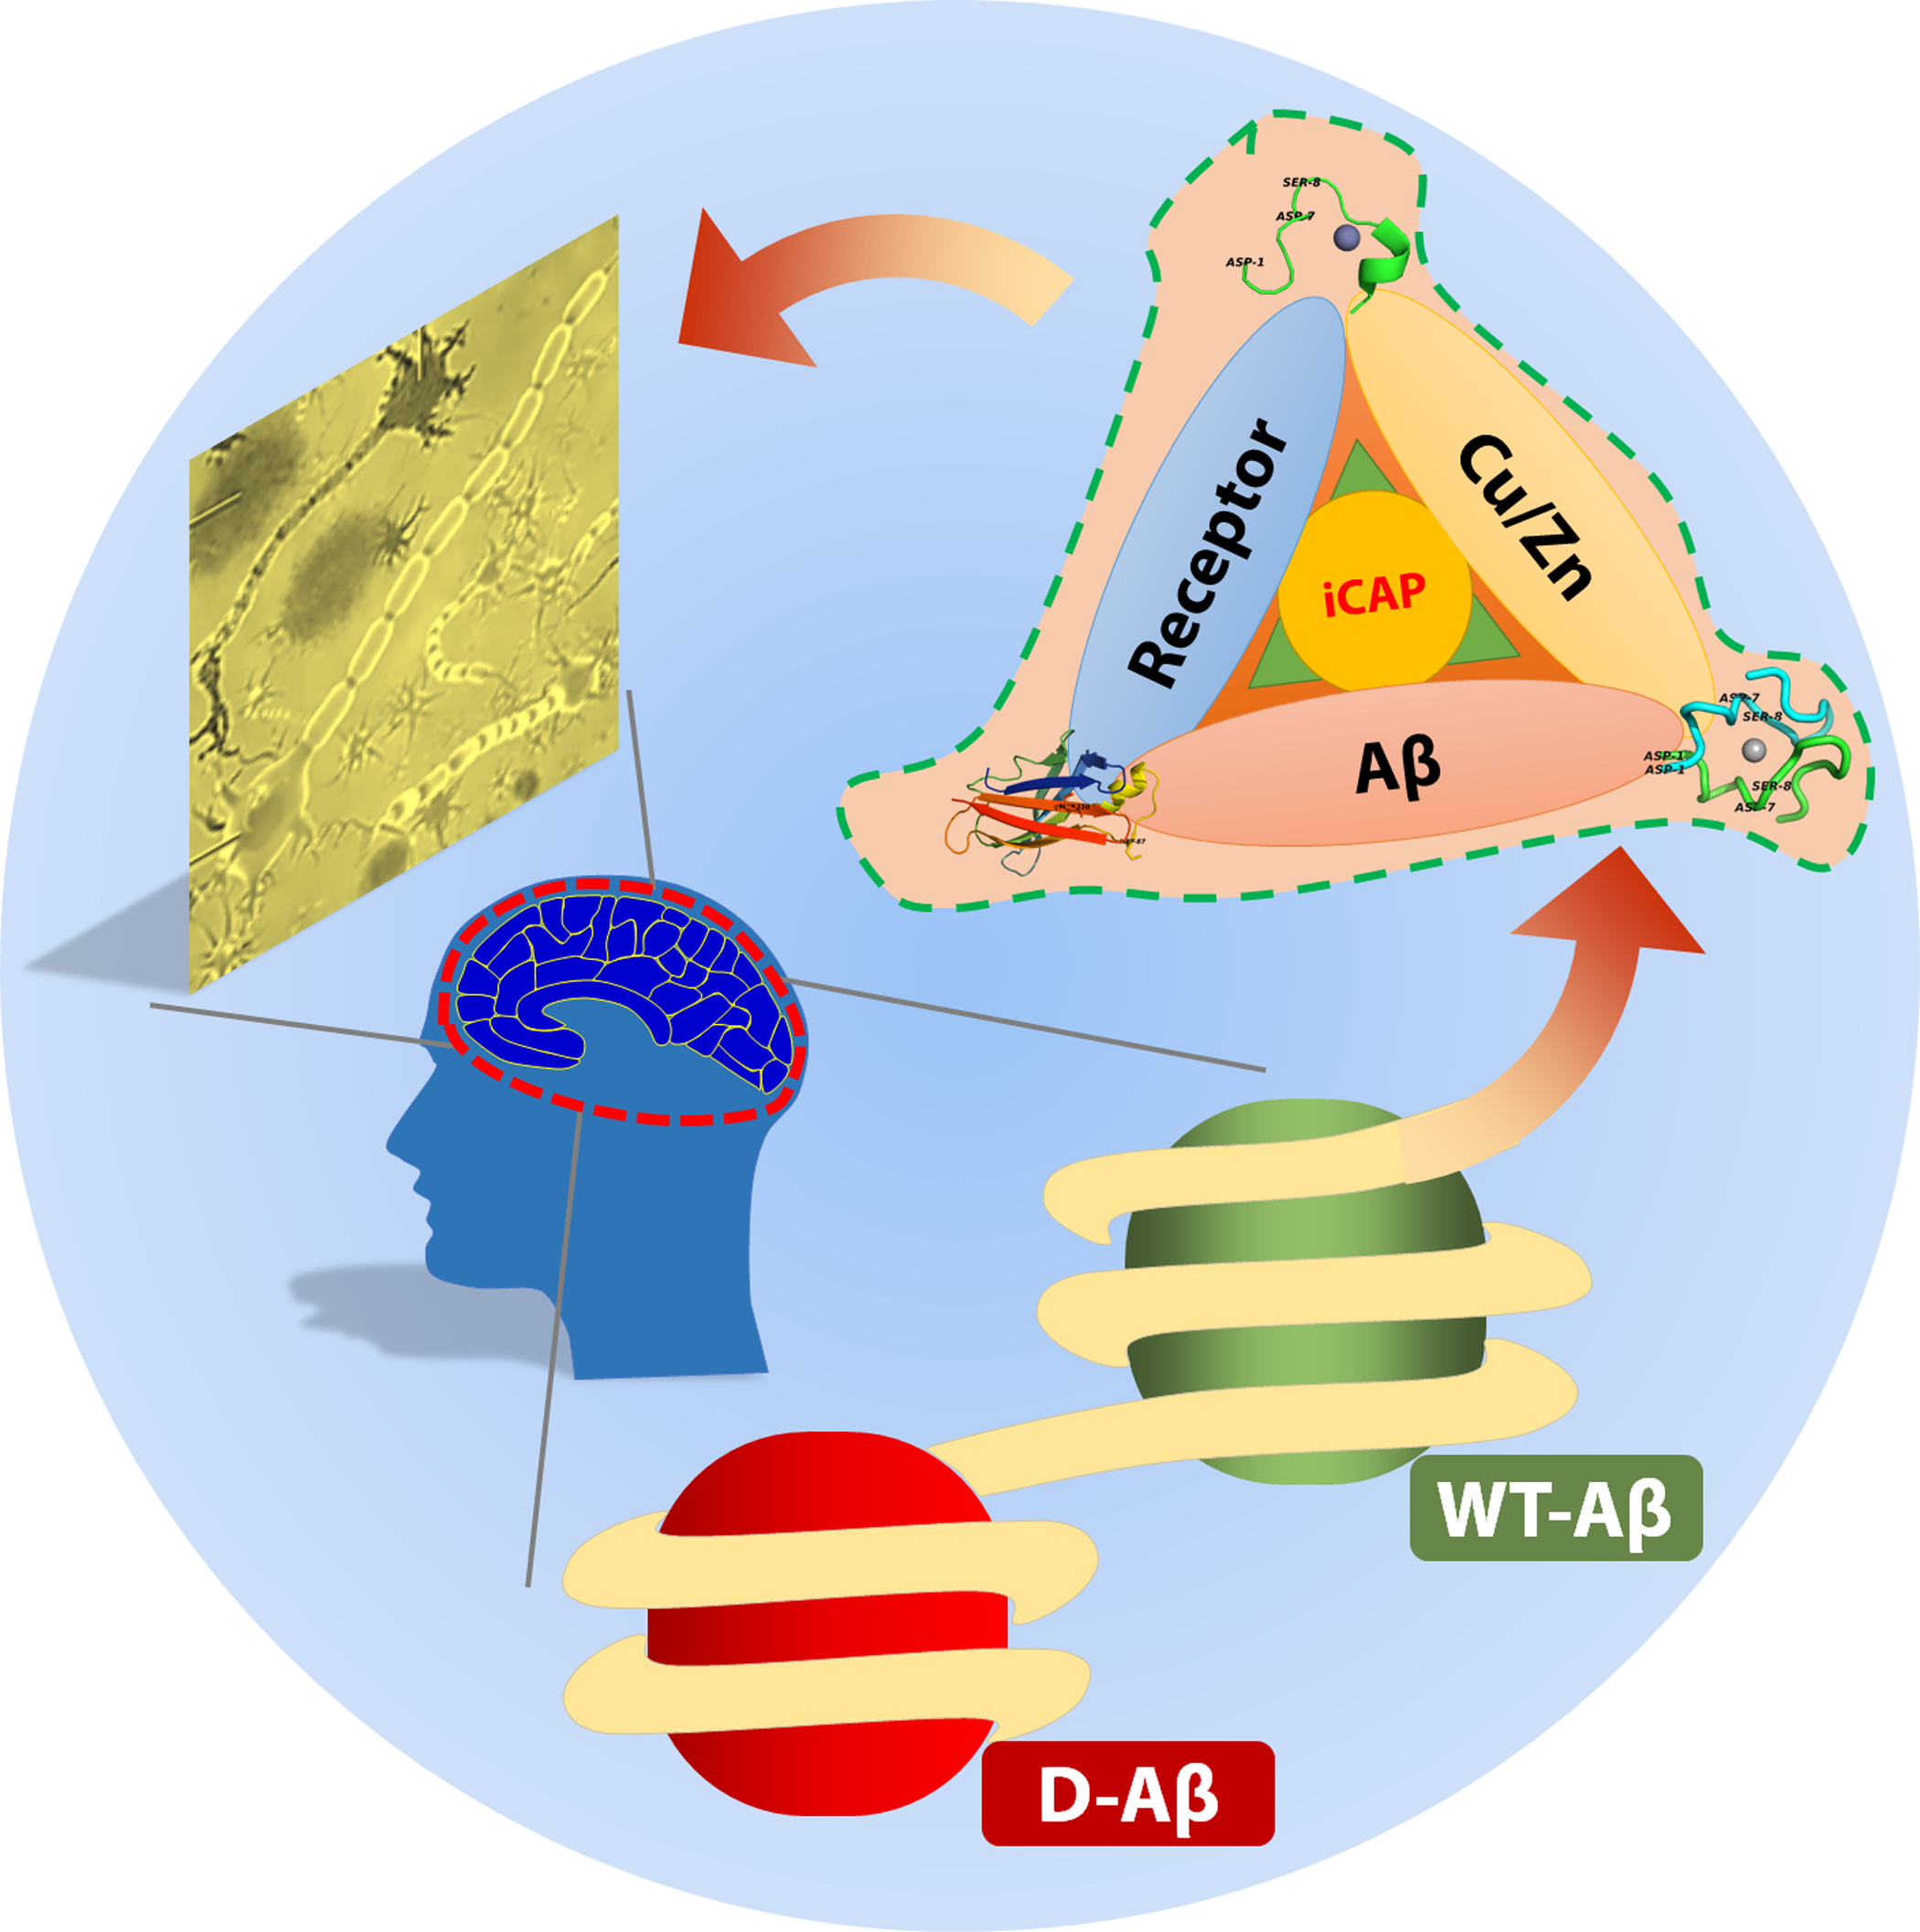 SER-8
ASP-7
ASP-1
Receptor
Cu/Zn
iCAP
Aβ
ASP-7
SER-8
ASP-1
ASP-1
SER-8
ASP-7
WT-Aβ
D-Aβ